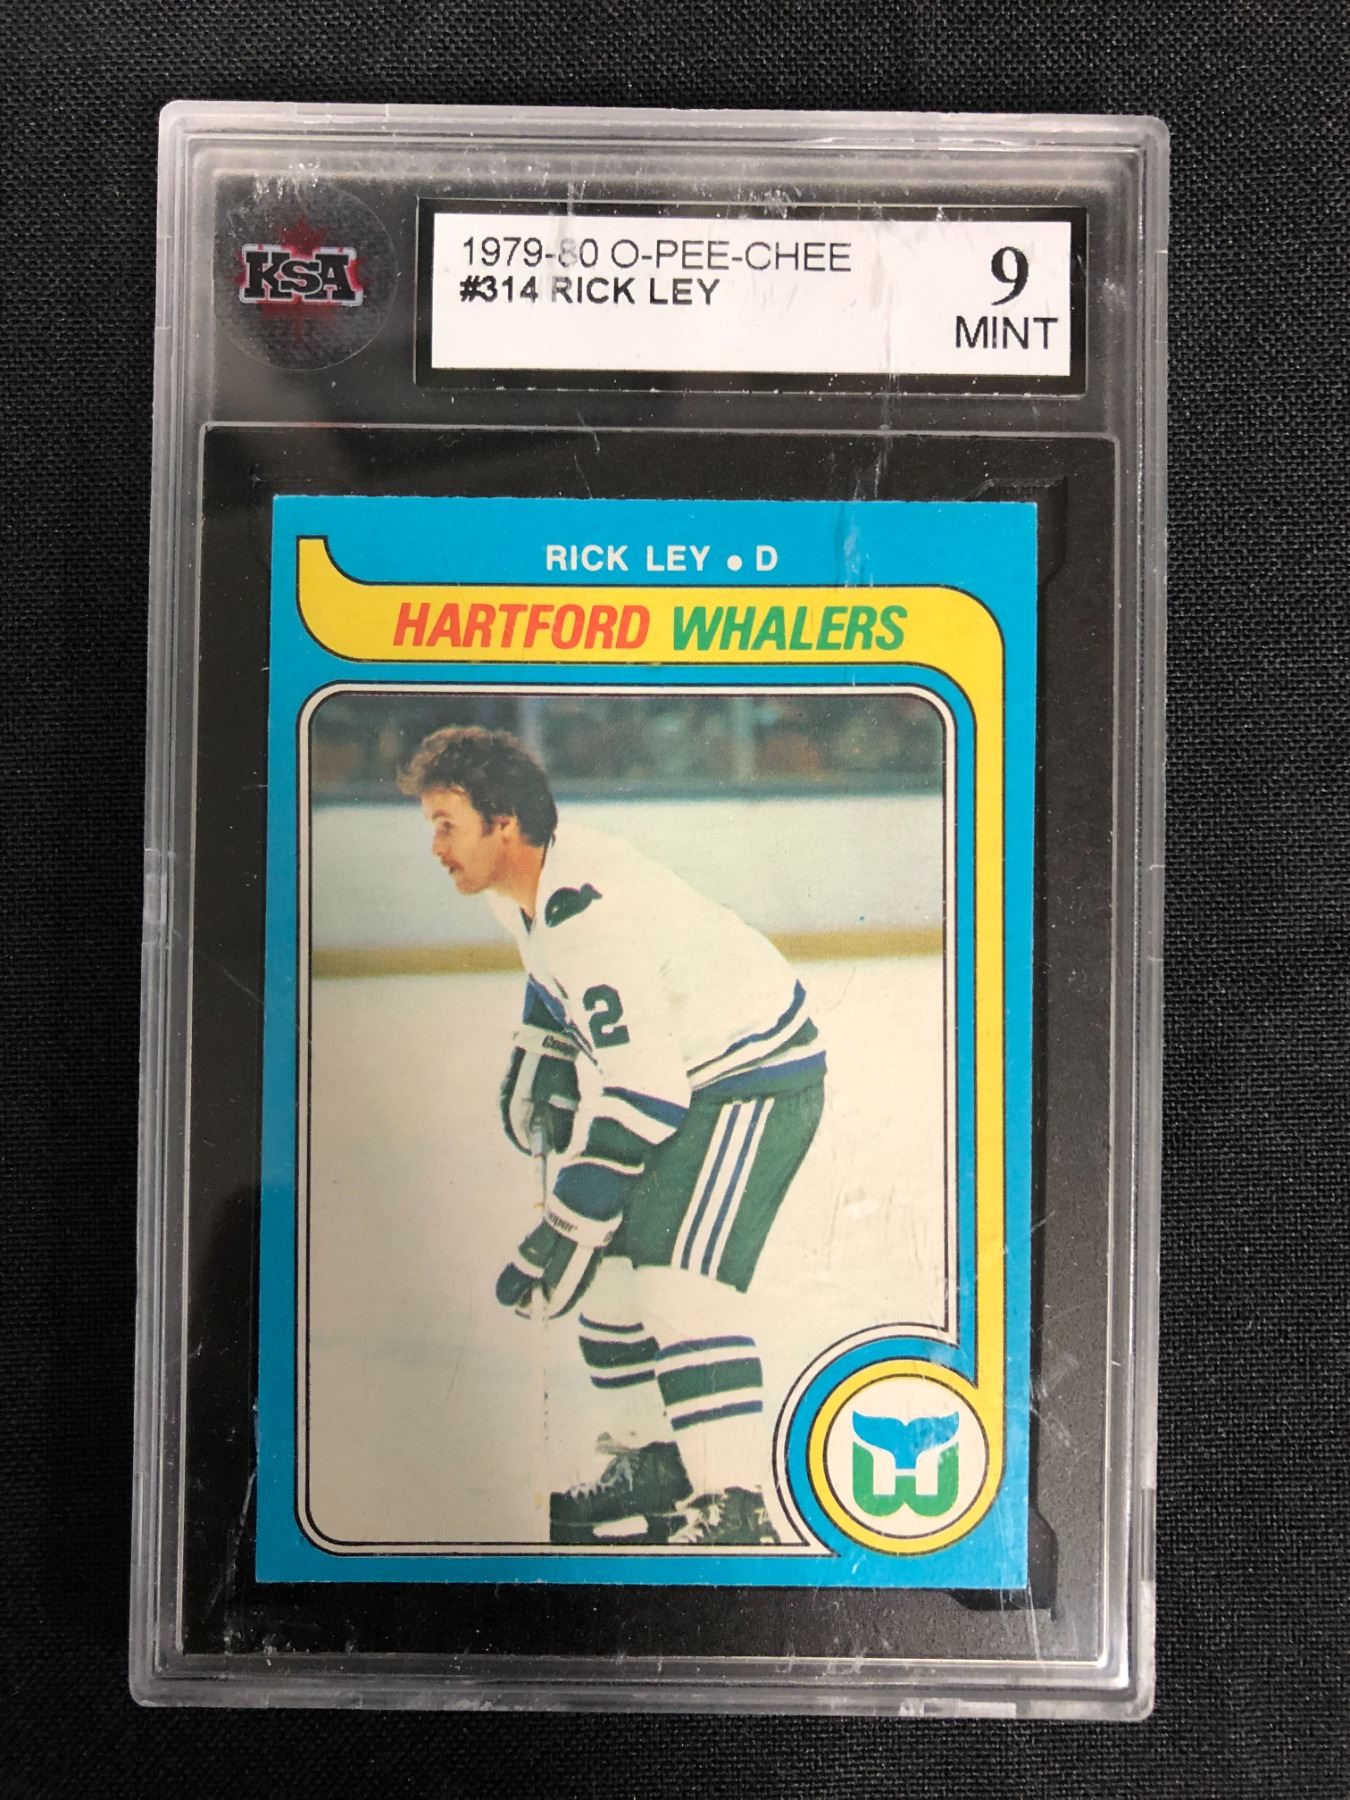 KSA
1979-80 O-PEE-CHEE
#314 RICK LEY
9
MINT
RICK LEY • D
HARTFORD WHALERS
2
W